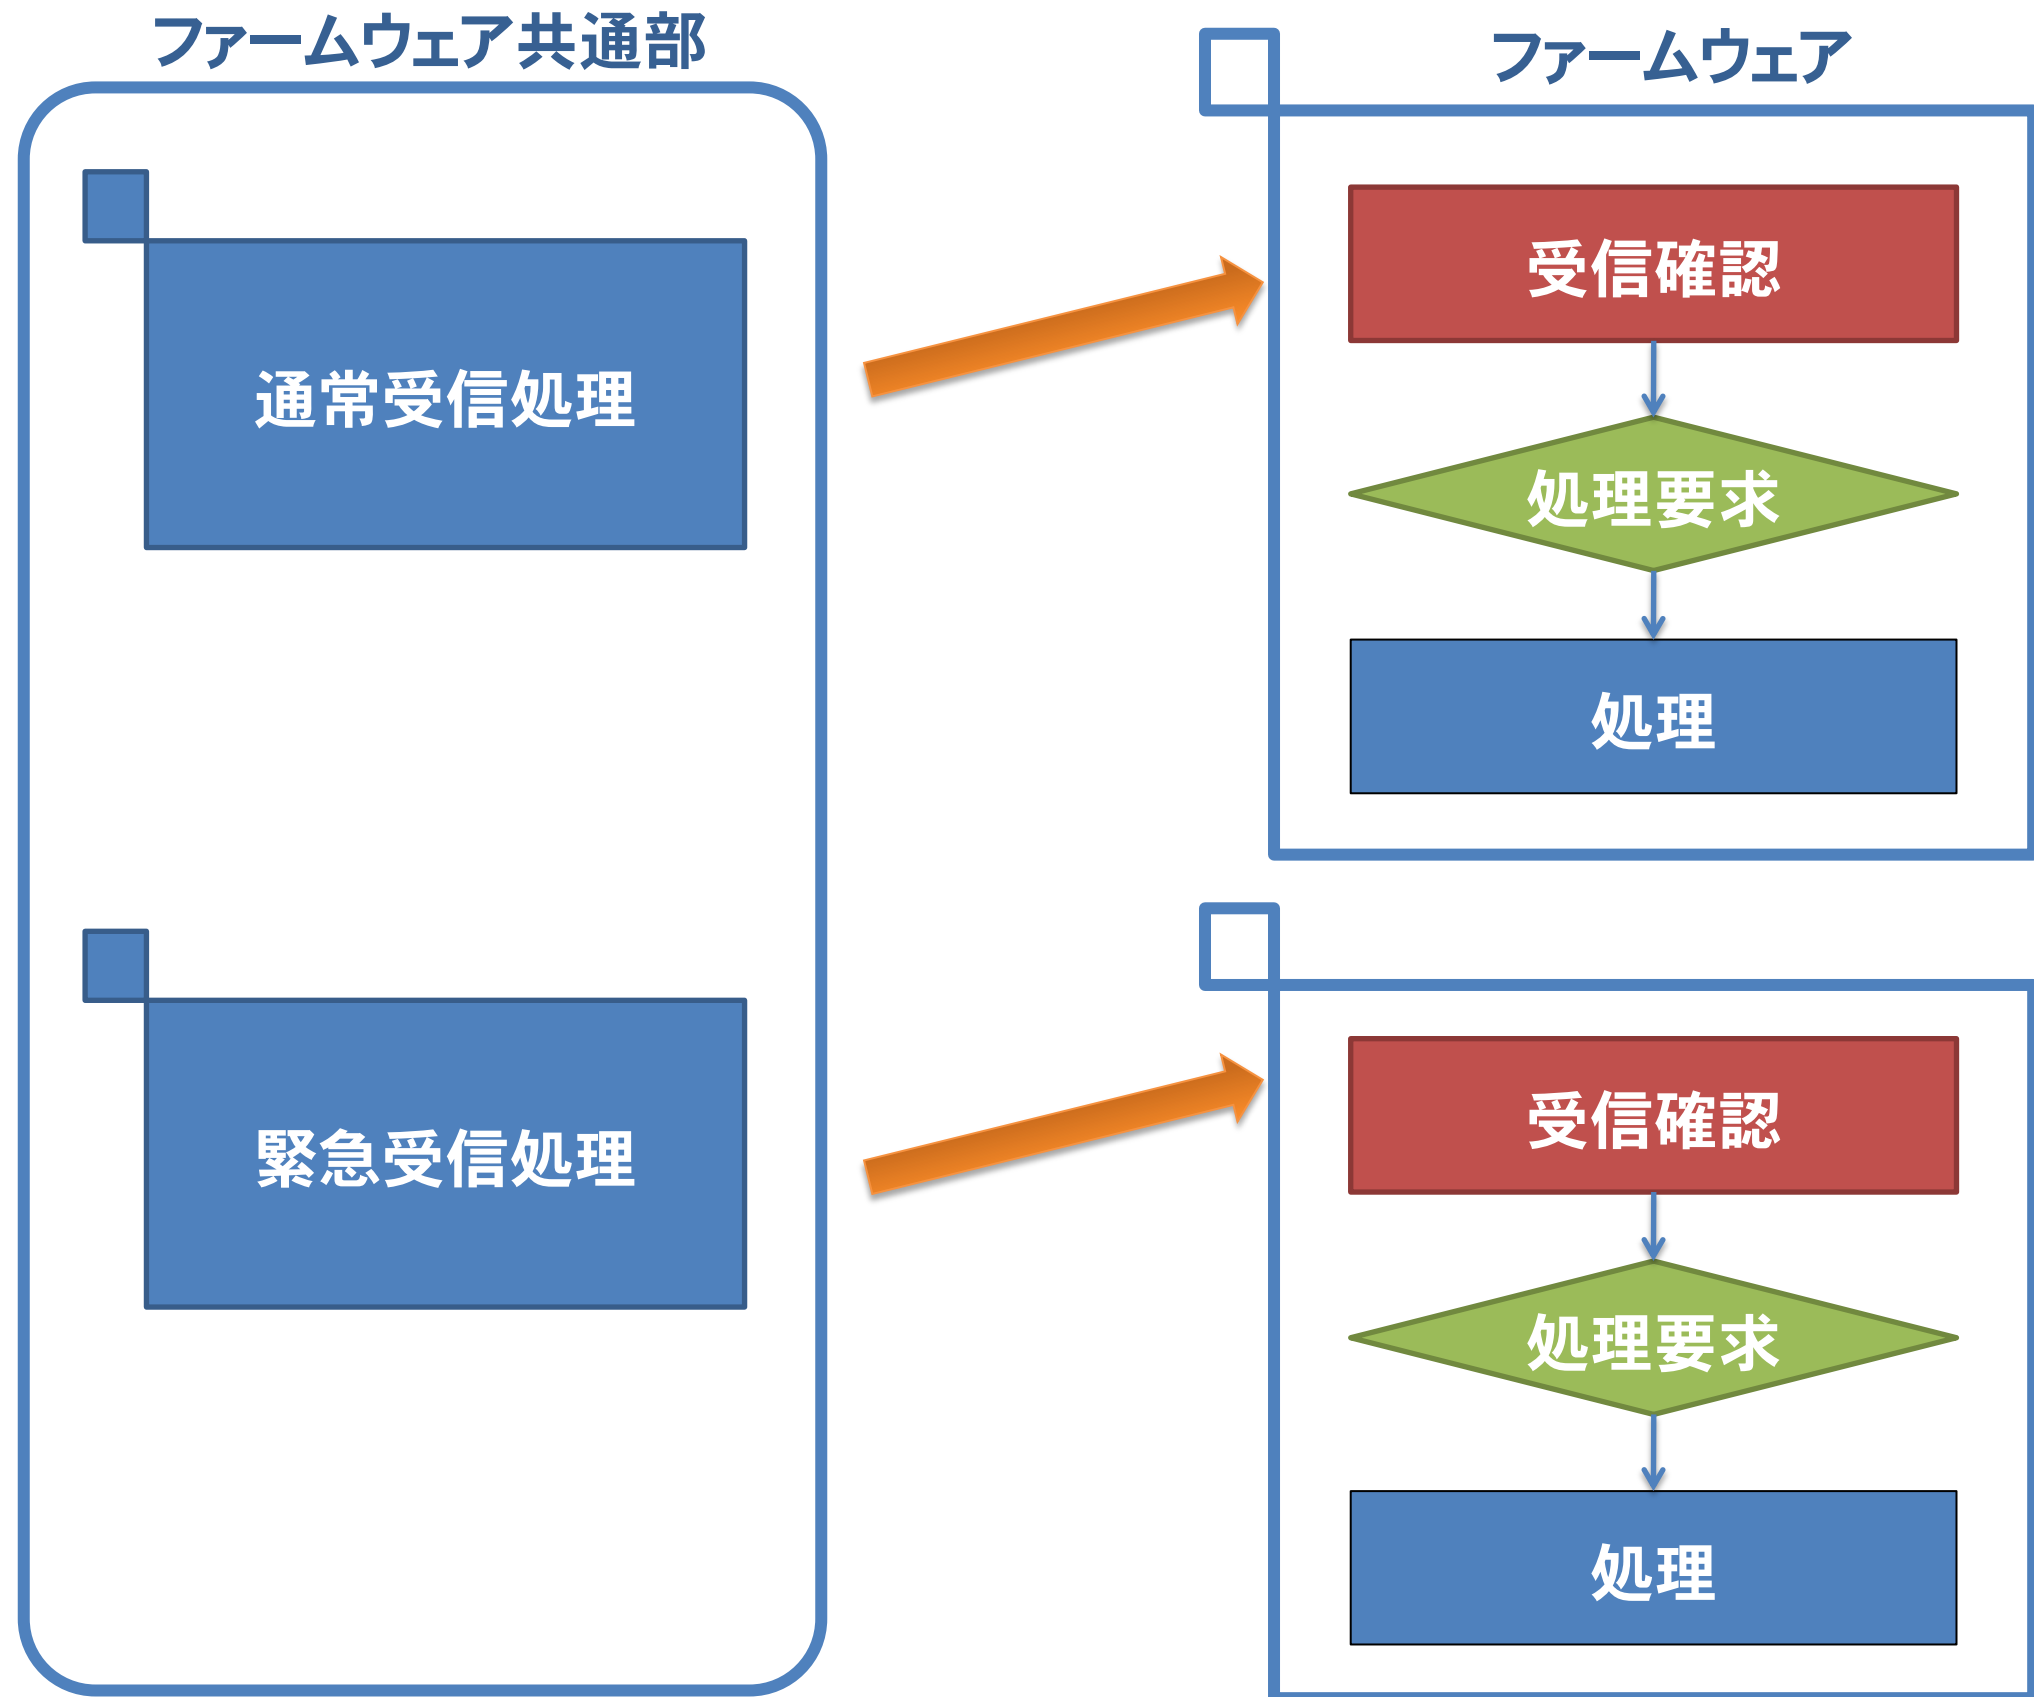 ファームウェア共通部
通常受信処理
緊急受信処理
ファームウェア
受信確認
処理要求
処理
受信確認
処理要求
処理